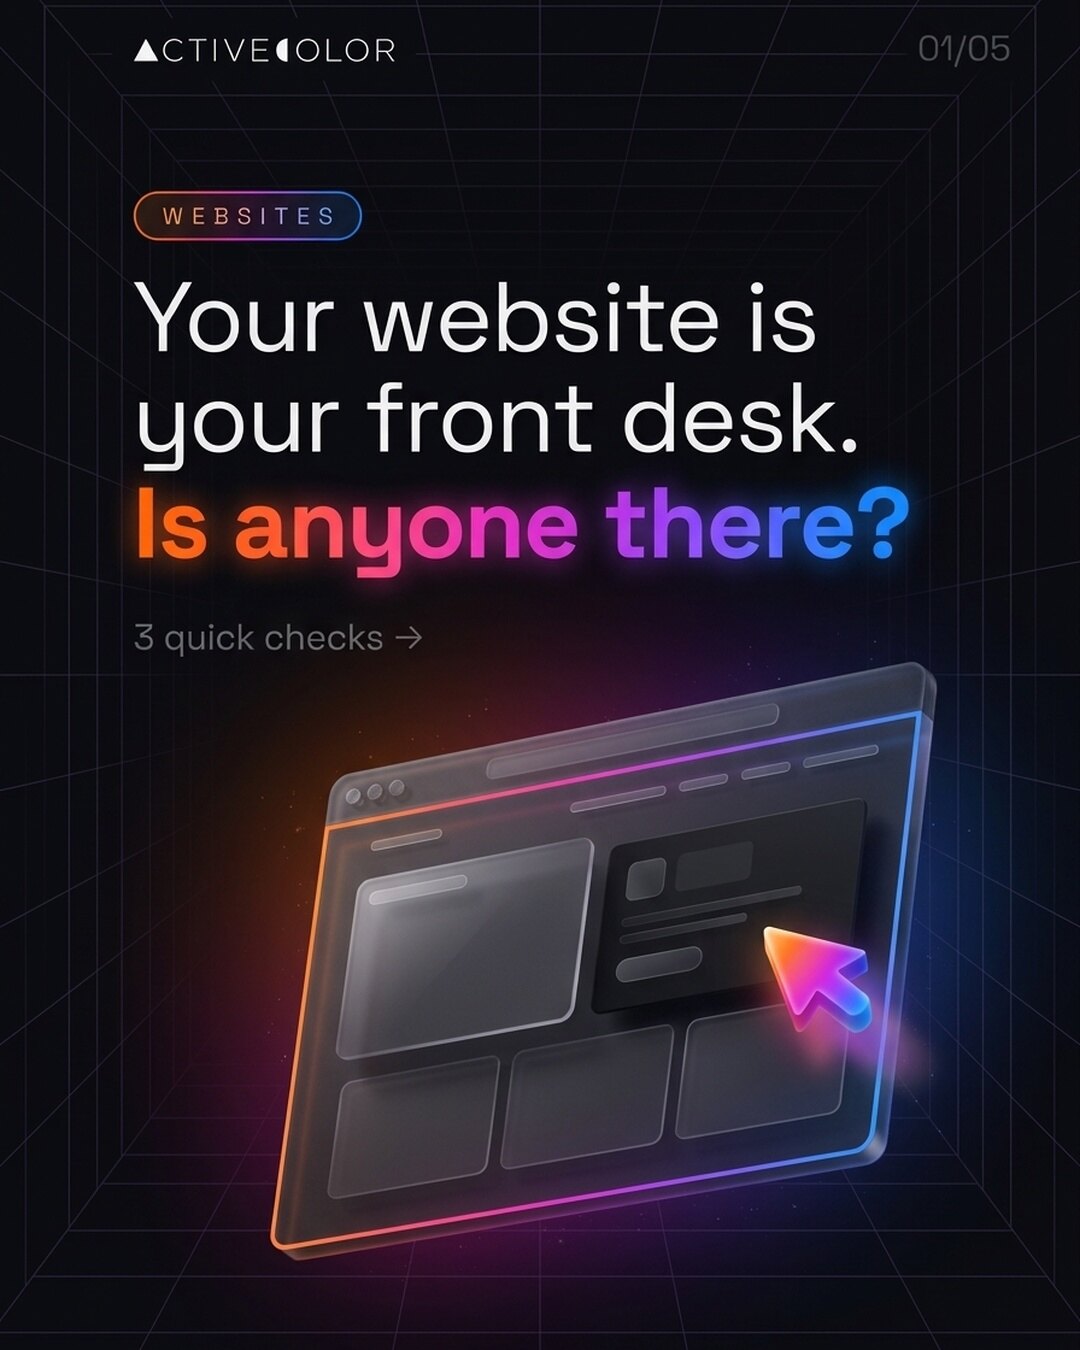 ACTIVECOLOR
01/05
WEBSITES
Your website is
your front desk.
Is anyone there?
3 quick checks →